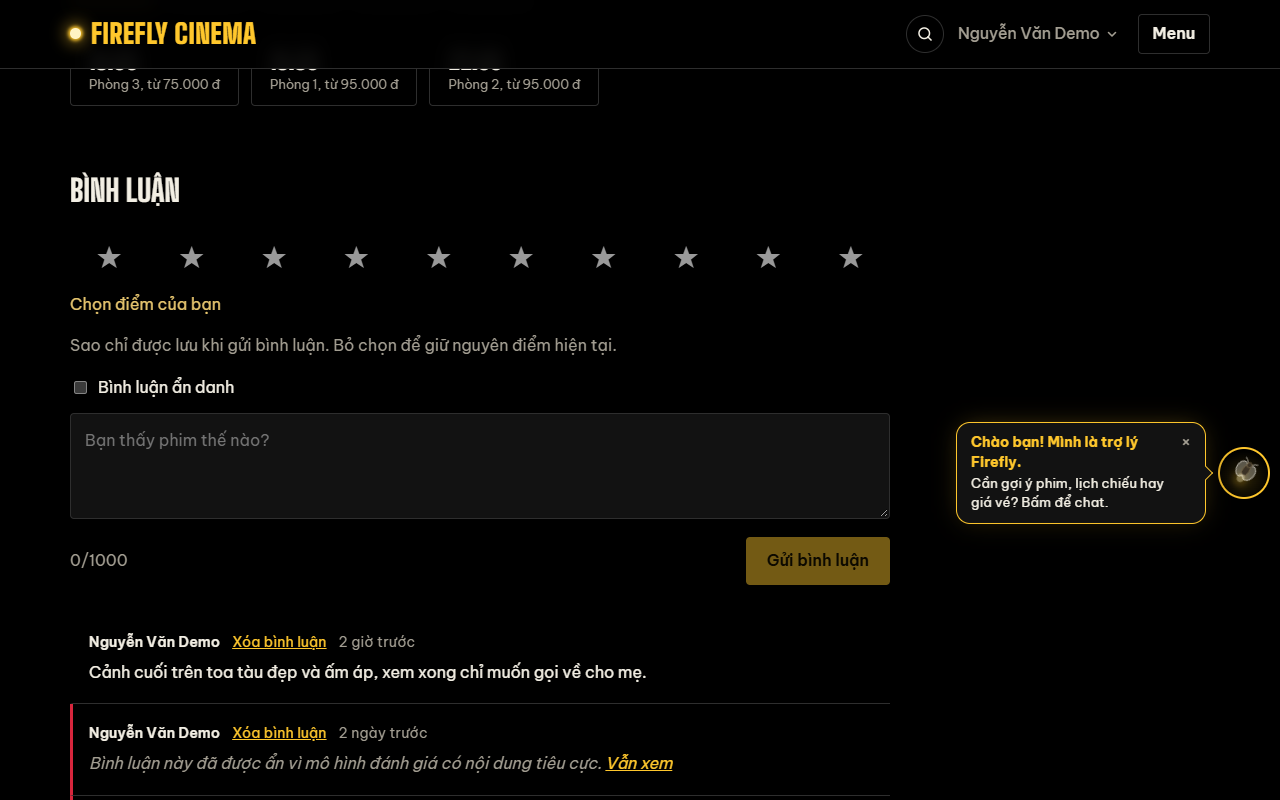 FIREFLY CINEMA
Nguyễn Văn Demo
Menu
Phòng 3, từ 75.000 đ
Phòng 1, từ 95.000 đ
Phòng 2, từ 95.000 đ
BÌNH LUẬN
Chọn điểm của bạn
Sao chỉ được lưu khi gửi bình luận. Bỏ chọn để giữ nguyên điểm hiện tại.
Bình luận ẩn danh
Bạn thấy phim thế nào?
0/1000
Gửi bình luận
Chào bạn! Mình là trợ lý
Firefly.
×
Cần gợi ý phim, lịch chiếu hay
giá vé? Bấm để chat.
Nguyễn Văn Demo Xóa bình luận 2 giờ trước
Cảnh cuối trên toa tàu đẹp và ấm áp, xem xong chỉ muốn gọi về cho mẹ.
Nguyễn Văn Demo Xóa bình luận 2 ngày trước
Bình luận này đã được ẩn vì mô hình đánh giá có nội dung tiêu cực. Vẫn xem